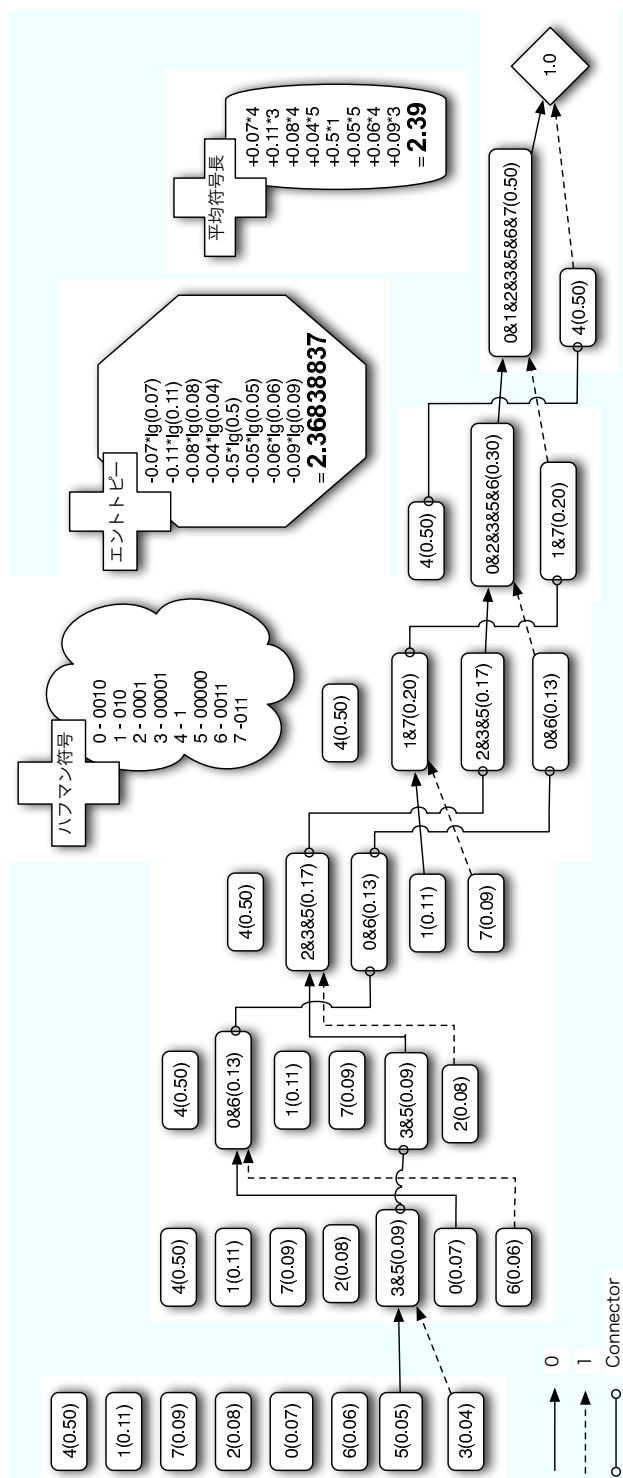 4(0.50)
1(0.11)
7(0.09)
2(0.08)
0(0.07)
6(0.06)
5(0.05)
3(0.04)
0
1
Connector
4(0.50)
1(0.11)
7(0.09)
2(0.08)
3&5(0.09)
0(0.07)
6(0.06)
4(0.50)
0&6(0.13)
1(0.11)
7(0.09)
3&5(0.09)
2(0.08)
4(0.50)
2&3&5(0.17)
0&6(0.13)
1(0.11)
7(0.09)
4(0.50)
1&7(0.20)
2&3&5(0.17)
0&6(0.13)
4(0.50)
0&2&3&5&6(0.30)
1&7(0.20)
0&1&2&3&5&6&7(0.50)
4(0.50)
1.0
ハフマン符号
0 - 0010
1 - 010
2 - 0001
3 - 00001
4 - 1
5 - 00000
6 - 0011
7 -011
エントトピー
-0.07*lg(0.07)
-0.11*lg(0.11)
-0.08*lg(0.08)
-0.04*lg(0.04)
-0.5*lg(0.5)
-0.05*lg(0.05)
-0.06*lg(0.06)
-0.09*lg(0.09)
= 2.36838837
平均符号長
+0.07*4
+0.11*3
+0.08*4
+0.04*5
+0.5*1
+0.05*5
+0.06*4
+0.09*3
= 2.39